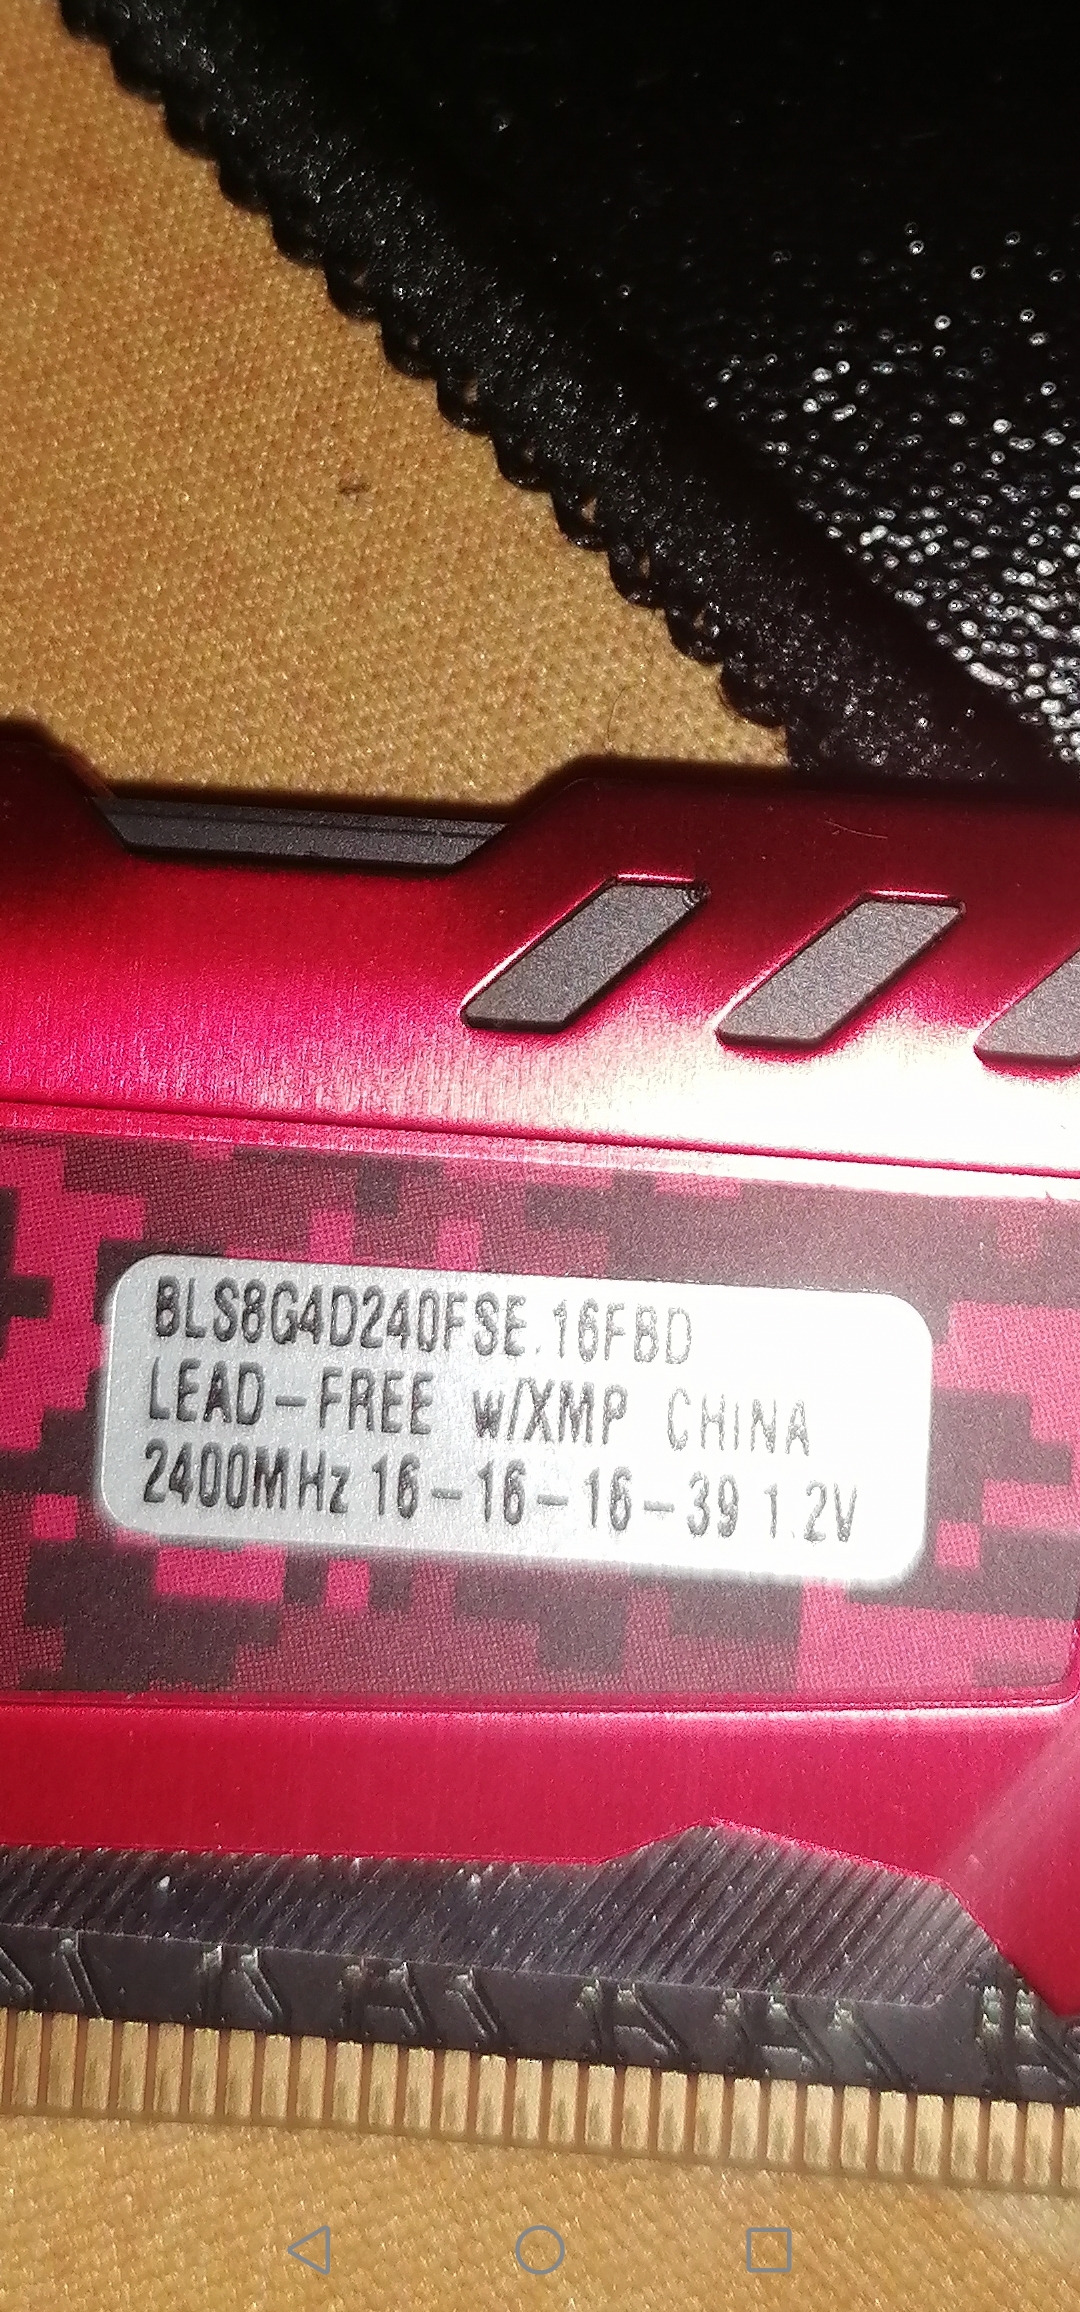 BLS8G4D240FSE.16FBD
LEAD-FREE w/XMP CHINA
2400MHz 16-16-16-39 1.2V